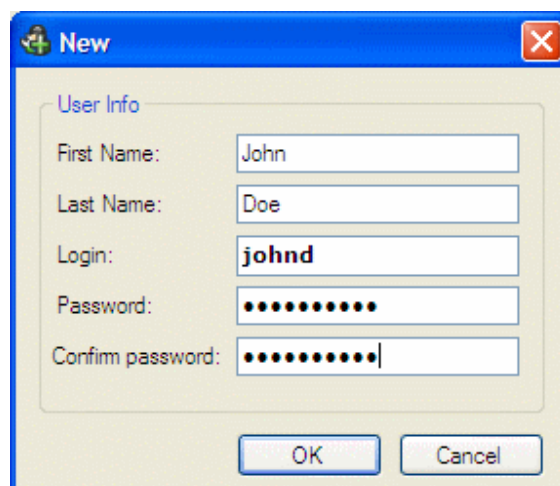 New
User Info
First Name: John
Last Name: Doe
Login: johnd
Password: ●●●●●●●●●●
Confirm password: ●●●●●●●●●●
OK Cancel